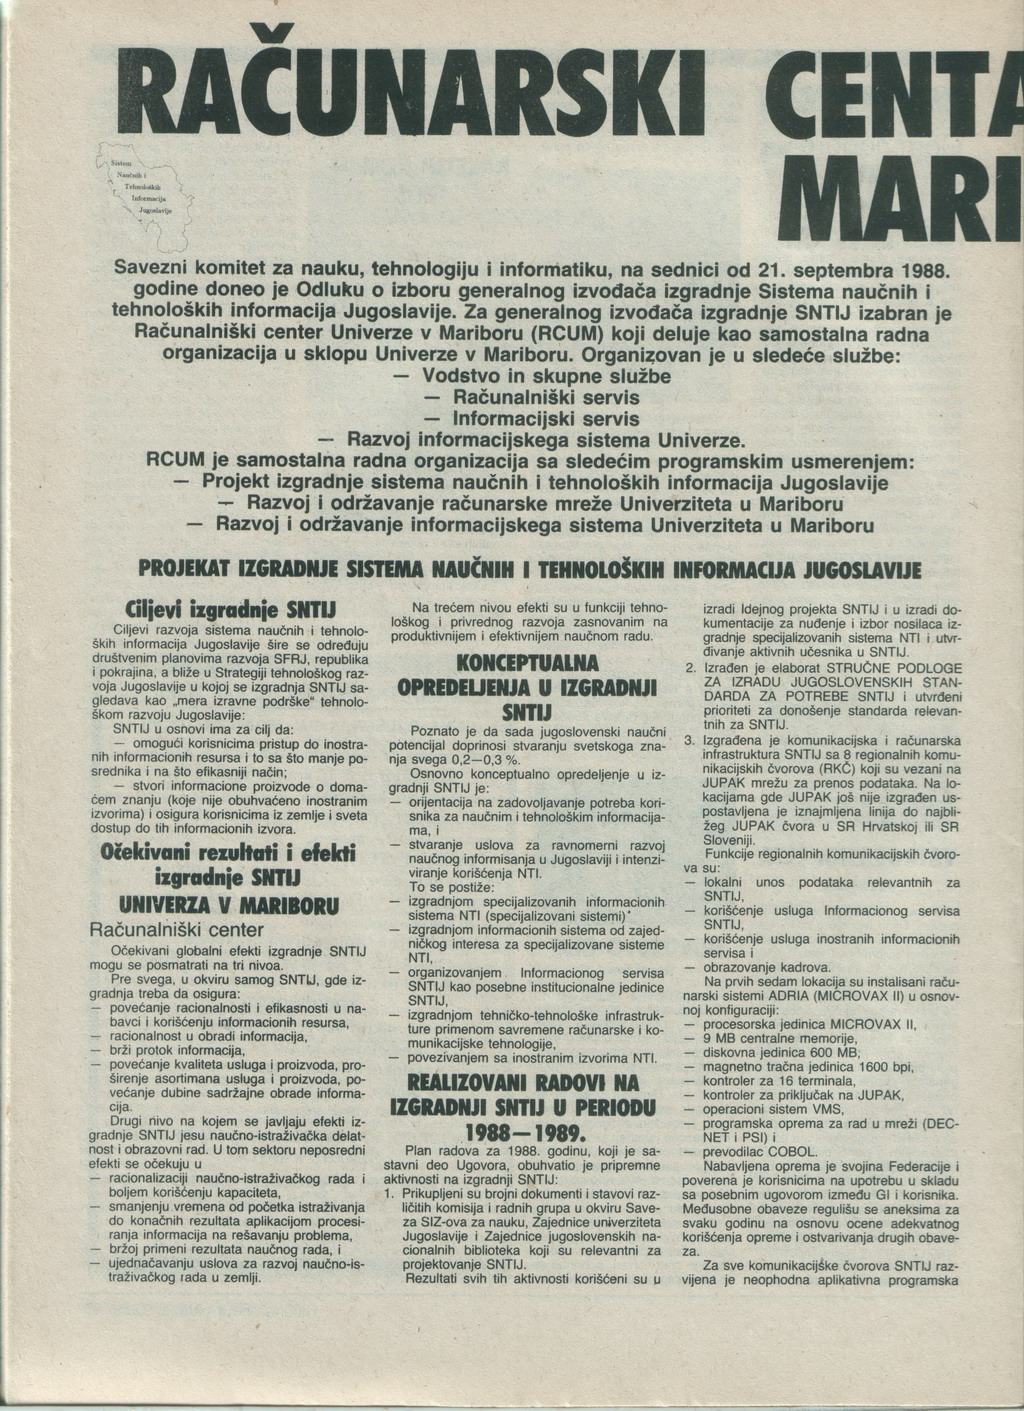 RAČUNARSKI CENTA
MARI
Sistem
Naučnih i
Tehnoloških
Informacija
Jugoslavije
Savezni komitet za nauku, tehnologiju i informatiku, na sednici od 21. septembra 1988.
godine doneo je Odluku o izboru generalnog izvođača izgradnje Sistema naučnih i
tehnoloških informacija Jugoslavije. Za generalnog izvođača izgradnje SNTIJ izabran je
Računalniški center Univerze v Mariboru (RCUM) koji deluje kao samostalna radna
organizacija u sklopu Univerze v Mariboru. Organizovan je u sledeće službe:
— Vodstvo in skupne službe
— Računalniški servis
— Informacijski servis
— Razvoj informacijskega sistema Univerze.
RCUM je samostalna radna organizacija sa sledećim programskim usmerenjem:
— Projekt izgradnje sistema naučnih i tehnoloških informacija Jugoslavije
— Razvoj i održavanje računarske mreže Univerziteta u Mariboru
— Razvoj i održavanje informacijskega sistema Univerziteta u Mariboru
PROJEKAT IZGRADNJE SISTEMA NAUČNIH I TEHNOLOŠKIH INFORMACIJA JUGOSLAVIJE
Ciljevi izgradnje SNTIJ
Ciljevi razvoja sistema naučnih i tehnolo-
ških informacija Jugoslavije šire se određuju
društvenim planovima razvoja SFRJ, republika
i pokrajina, a bliže u Strategiji tehnološkog raz-
voja Jugoslavije u kojoj se izgradnja SNTIJ sa-
gledava kao „mera izravne podrške" tehnolo-
škom razvoju Jugoslavije:
SNTIJ u osnovi ima za cilj da:
— omogući korisnicima pristup do inostra-
nih informacionih resursa i to sa što manje po-
srednika i na što efikasniji način;
— stvori informacione proizvode o doma-
ćem znanju (koje nije obuhvaćeno inostranim
izvorima) i osigura korisnicima iz zemlje i sveta
dostup do tih informacionih izvora.
Očekivani rezultati i efekti
izgradnje SNTIJ
UNIVERZA V MARIBORU
Računalniški center
Očekivani globalni efekti izgradnje SNTIJ
mogu se posmatrati na tri nivoa.
Pre svega, u okviru samog SNTIJ, gde iz-
gradnja treba da osigura:
— povećanje racionalnosti i efikasnosti u na-
bavci i korišćenju informacionih resursa,
— racionalnost u obradi informacija,
— brži protok informacija,
— povećanje kvaliteta usluga i proizvoda, pro-
širenje asortimana usluga i proizvoda, po-
većanje dubine sadržajne obrade informa-
cija.
Drugi nivo na kojem se javljaju efekti iz-
gradnje SNTIJ jesu naučno-istraživačka delat-
nost i obrazovni rad. U tom sektoru neposredni
efekti se očekuju u
— racionalizaciji naučno-istraživačkog rada i
boljem korišćenju kapaciteta,
— smanjenju vremena od početka istraživanja
do konačnih rezultata aplikacijom procesi-
ranja informacija na rešavanju problema,
— bržoj primeni rezultata naučnog rada, i
— ujednačavanju uslova za razvoj naučno-is-
traživačkog rada u zemlji.
Na trećem nivou efekti su u funkciji tehno-
loškog i privrednog razvoja zasnovanim na
produktivnijem i efektivnijem naučnom radu.
KONCEPTUALNA
OPREDELJENJA U IZGRADNJI
SNTIJ
Poznato je da sada jugoslovenski naučni
potencijal doprinosi stvaranju svetskoga zna-
nja svega 0,2—0,3 %.
Osnovno konceptualno opredeljenje u iz-
gradnji SNTIJ je:
— orijentacija na zadovoljavanje potreba kori-
snika za naučnim i tehnološkim informacija-
ma, i
— stvaranje uslova za ravnomerni razvoj
naučnog informisanja u Jugoslaviji i intenzi-
viranje korišćenja NTI.
To se postiže:
— izgradnjom specijalizovanih informacionih
sistema NTI (specijalizovani sistemi)*
— izgradnjom informacionih sistema od zajed-
ničkog interesa za specijalizovane sisteme
NTI,
— organizovanjem Informacionog servisa
SNTIJ kao posebne institucionalne jedinice
SNTIJ,
— izgradnjom tehničko-tehnološke infrastruk-
ture primenom savremene računarske i ko-
munikacijske tehnologije,
— povezivanjem sa inostranim izvorima NTI.
REALIZOVANI RADOVI NA
IZGRADNJI SNTIJ U PERIODU
1988—1989.
Plan radova za 1988. godinu, koji je sa-
stavni deo Ugovora, obuhvatio je pripremne
aktivnosti na izgradnji SNTIJ:
1. Prikupljeni su brojni dokumenti i stavovi raz-
ličitih komisija i radnih grupa u okviru Save-
za SIZ-ova za nauku, Zajednice univerziteta
Jugoslavije i Zajednice jugoslovenskih na-
cionalnih biblioteka koji su relevantni za
projektovanje SNTIJ.
Rezultati svih tih aktivnosti korišćeni su u
izradi Idejnog projekta SNTIJ i u izradi do-
kumentacije za nuđenje i izbor nosilaca iz-
gradnje specijalizovanih sistema NTI i utvr-
đivanje aktivnih učesnika u SNTIJ.
2. Izrađen je elaborat STRUČNE PODLOGE
ZA IZRADU JUGOSLOVENSKIH STAN-
DARDA ZA POTREBE SNTIJ i utvrđeni
prioriteti za donošenje standarda relevan-
tnih za SNTIJ.
3. Izgrađena je komunikacijska i računarska
infrastruktura SNTIJ sa 8 regionalnih komu-
nikacijskih čvorova (RKČ) koji su vezani na
JUPAK mrežu za prenos podataka. Na lo-
kacijama gde JUPAK još nije izgrađen us-
postavljena je iznajmljena linija do najbli-
žeg JUPAK čvora u SR Hrvatskoj ili SR
Sloveniji.
Funkcije regionalnih komunikacijskih čvoro-
va su:
— lokalni unos podataka relevantnih za
SNTIJ,
— korišćenje usluga Informacionog servisa
SNTIJ,
— korišćenje usluga inostranih informacionih
servisa i
— obrazovanje kadrova.
Na prvih sedam lokacija su instalisani raču-
narski sistemi ADRIA (MICROVAX II) u osnov-
noj konfiguraciji:
— procesorska jedinica MICROVAX II,
— 9 MB centralne memorije,
— diskovna jedinica 600 MB,
— magnetno tračna jedinica 1600 bpi,
— kontroler za 16 terminala,
— kontroler za priključak na JUPAK,
— operacioni sistem VMS,
— programska oprema za rad u mreži (DEC-
NET i PSI) i
— prevodilac COBOL.
Nabavljena oprema je svojina Federacije i
poverena je korisnicima na upotrebu u skladu
sa posebnim ugovorom između GI i korisnika.
Međusobne obaveze regulišu se aneksima za
svaku godinu na osnovu ocene adekvatnog
korišćenja opreme i ostvarivanja drugih obave-
za.
Za sve komunikacijške čvorova SNTIJ raz-
vijena je neophodna aplikativna programska